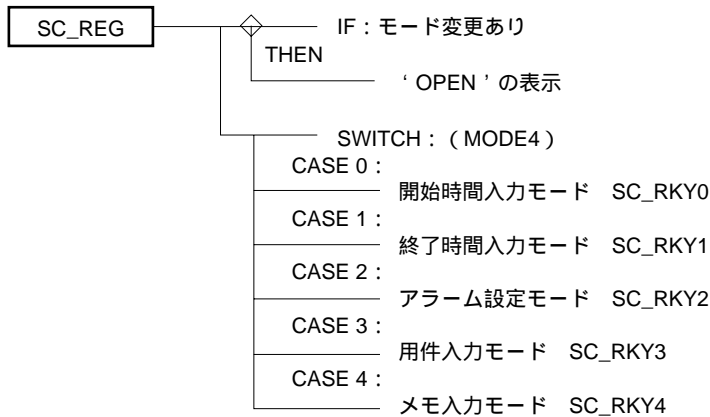 SC_REG
IF：モード変更あり
THEN
‘OPEN’の表示
SWITCH：（MODE4）
CASE 0：
開始時間入力モード　SC_RKY0
CASE 1：
終了時間入力モード　SC_RKY1
CASE 2：
アラーム設定モード　SC_RKY2
CASE 3：
用件入力モード　SC_RKY3
CASE 4：
メモ入力モード　SC_RKY4